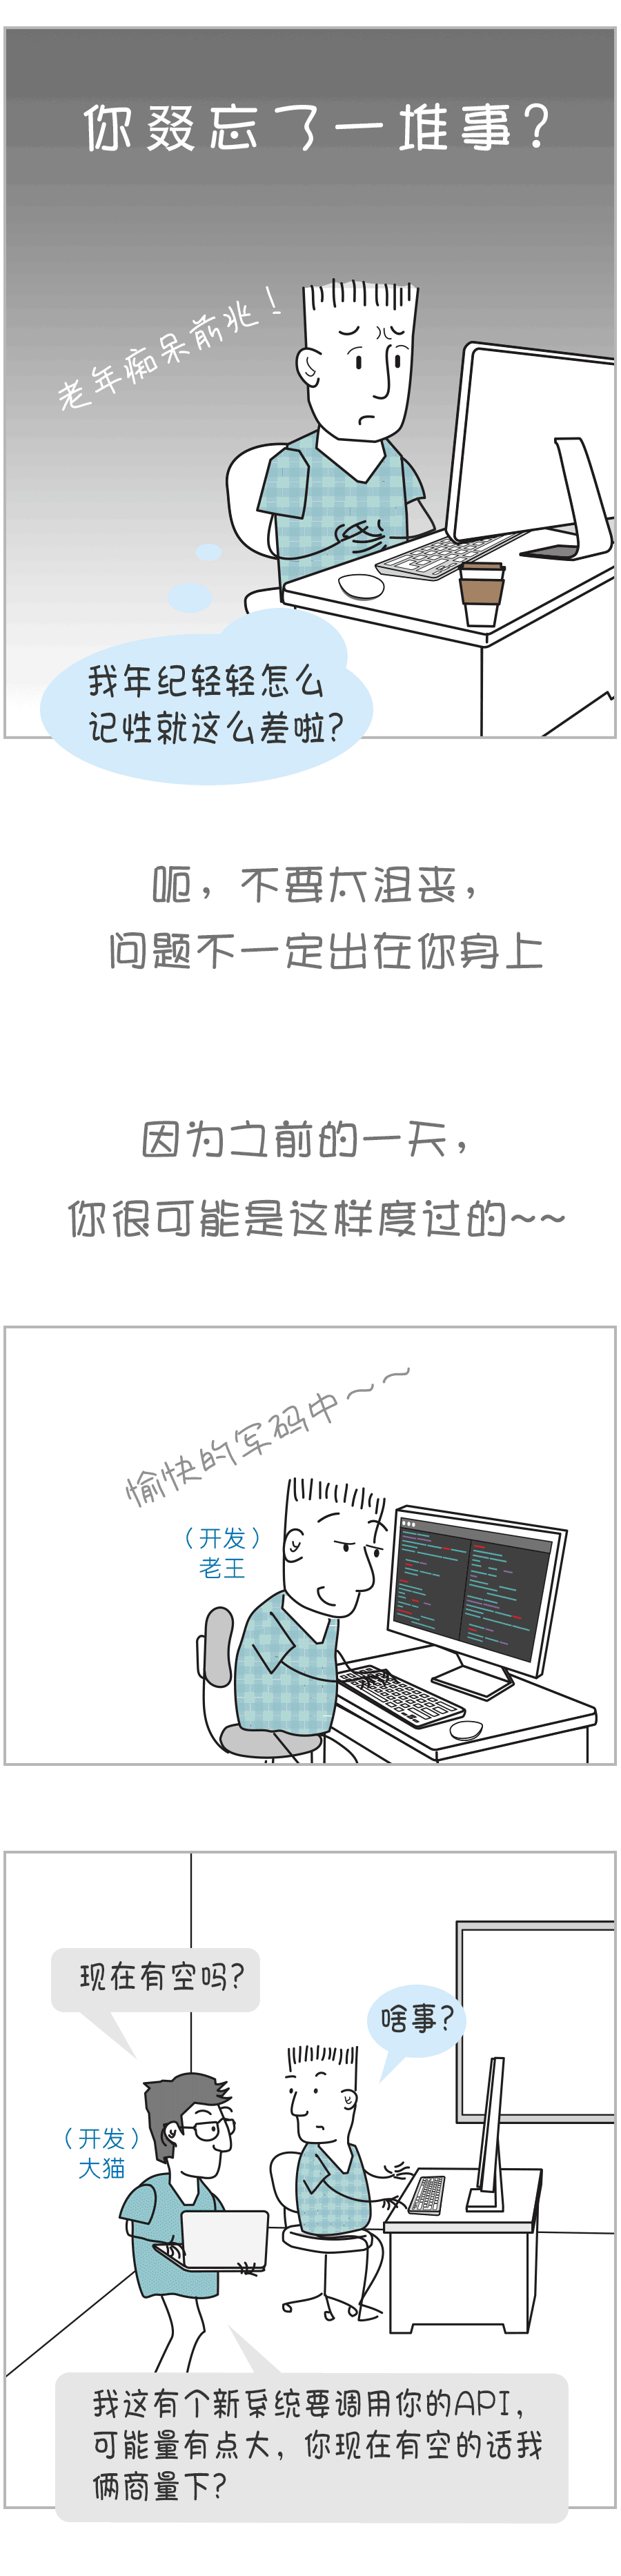 你叕忘了一堆事？
老年痴呆前兆！
我年纪轻轻怎么
记性就这么差啦？
呃，不要太沮丧，
问题不一定出在你身上
因为之前的一天，
你很可能是这样度过的~~
愉快的写码中～～
（开发）
老王
现在有空吗？
啥事？
（开发）
大猫
我这有个新系统要调用你的API，
可能量有点大，你现在有空的话我
俩商量下？